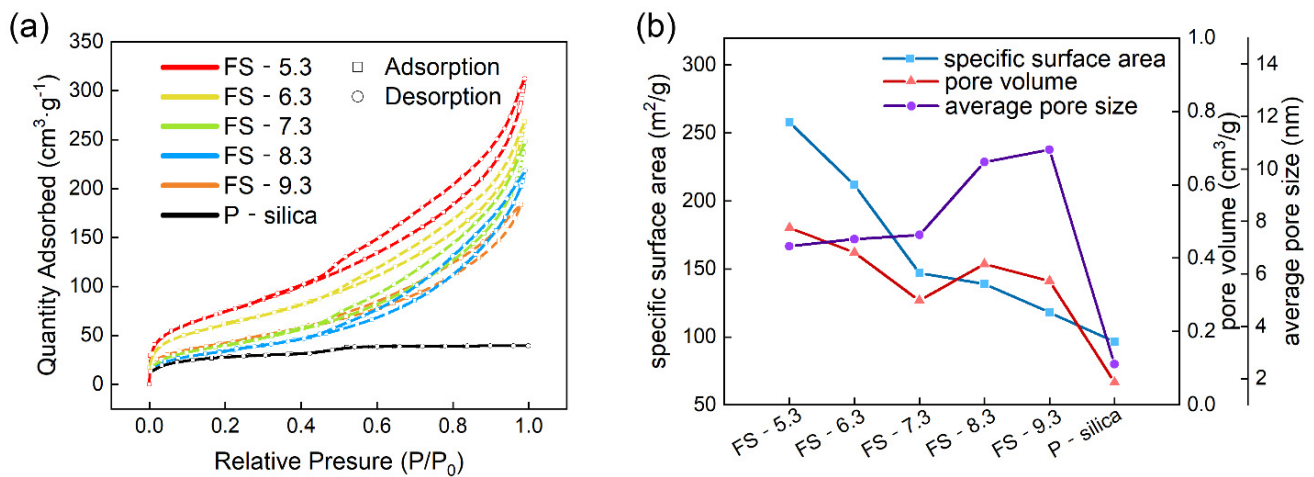 (a)
350
300
250
200
150
100
50
0
Quantity Adsorbed (cm³·g⁻¹)
FS - 5.3
FS - 6.3
FS - 7.3
FS - 8.3
FS - 9.3
P - silica
Adsorption
Desorption
0.0 0.2 0.4 0.6 0.8 1.0
Relative Presure (P/P₀)
(b)
300
250
200
150
100
50
specific surface area (m²/g)
specific surface area
pore volume
average pore size
1.0
0.8
0.6
0.4
0.2
0.0
pore volume (cm³/g)
14
12
10
8
6
4
2
average pore size (nm)
FS - 5.3
FS - 6.3
FS - 7.3
FS - 8.3
FS - 9.3
P - silica